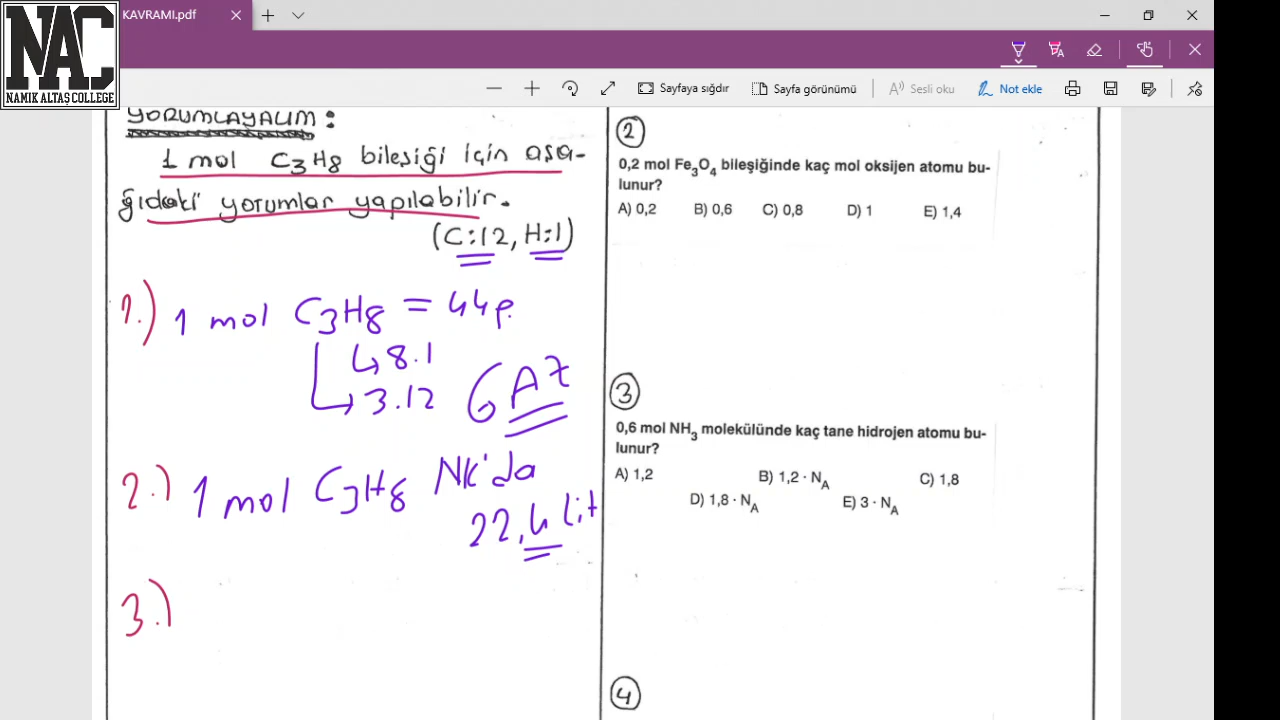 NAC
NAMIK ALTAŞ COLLEGE
KAVRAMI.pdf
Sayfaya sığdır
Sayfa görünümü
Sesli oku
Not ekle
YORUMLAYALIM :
1 mol C₃H₈ bileşiği için aşa-
ğıdaki yorumlar yapılabilir.
(C:12, H:1)
1.) 1 mol C₃H₈ = 44g
↳ 8.1
→ 3.12
GAZ
2.) 1 mol C₃H₈ NK'da
22,4 lit
3.)
2
0,2 mol Fe₃O₄ bileşiğinde kaç mol oksijen atomu bu-
lunur?
A) 0,2 B) 0,6 C) 0,8 D) 1 E) 1,4
3
0,6 mol NH₃ molekülünde kaç tane hidrojen atomu bu-
lunur?
A) 1,2 B) 1,2 · N_A C) 1,8
D) 1,8 · N_A E) 3 · N_A
4